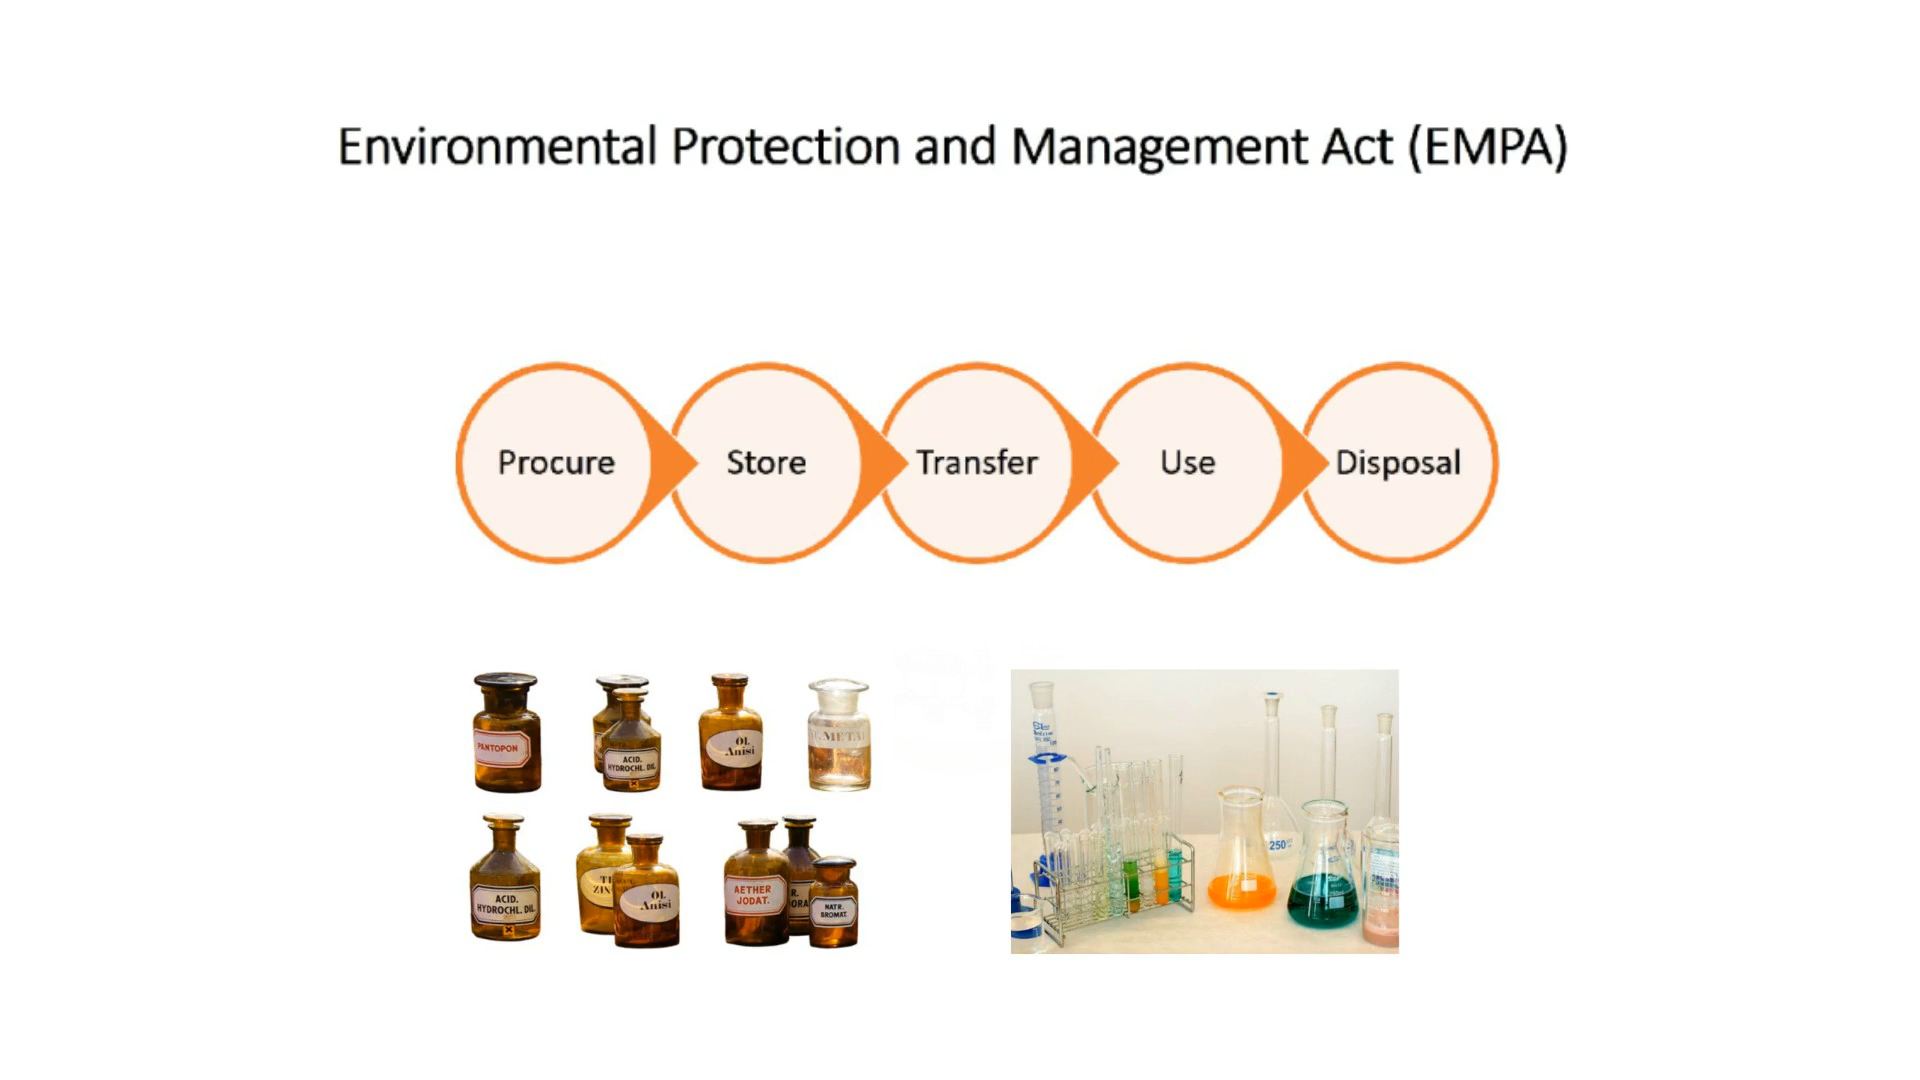 Environmental Protection and Management Act (EMPA)
Procure
Store
Transfer
Use
Disposal
PANTOPON
ACID.
HYDROCHL. DIL.
OL
Anisi
ACID.
HYDROCHL. DIL.
OL
Anisi
AETHER
JODAT.
NATR.
BROMAT.
250